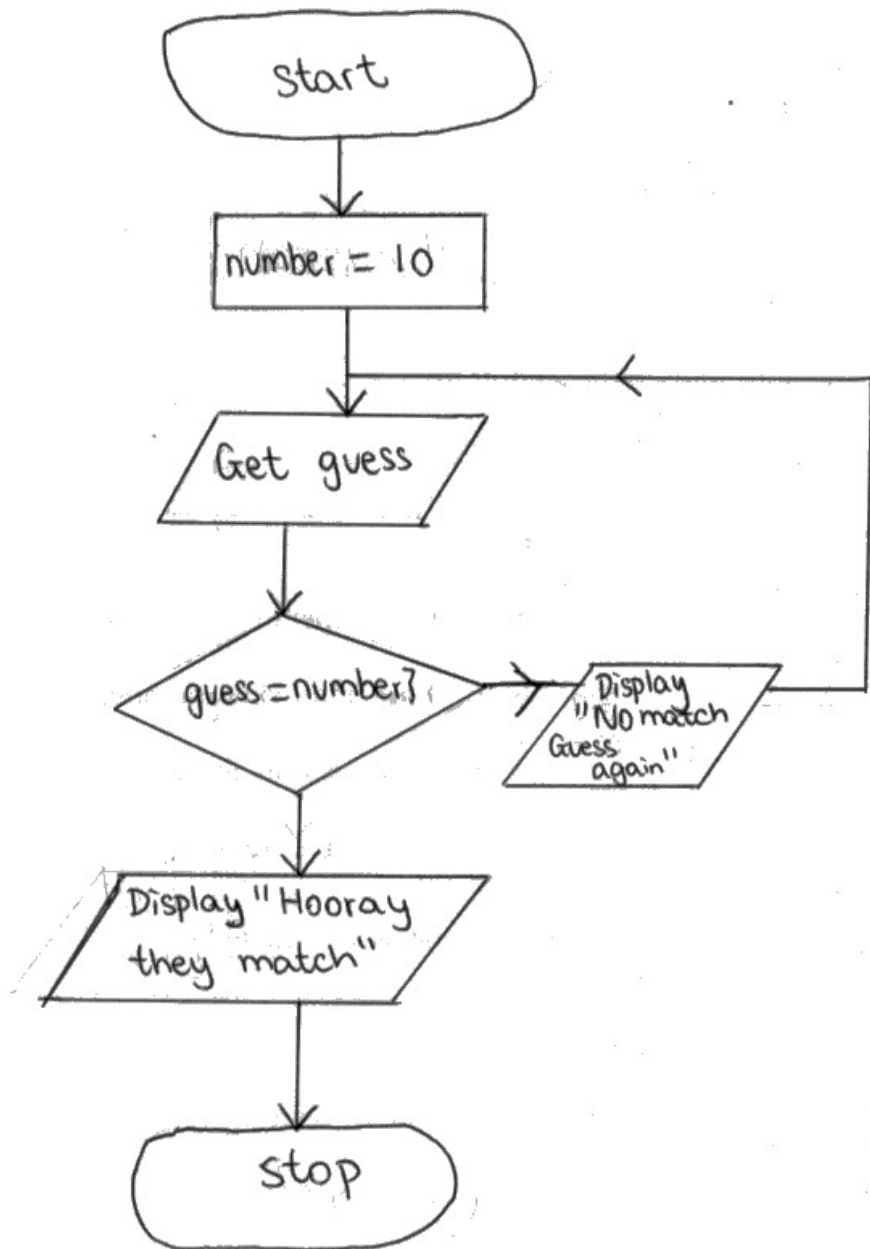 start
number = 10
Get guess
guess=number?
Display
"No match
Guess
again"
Display "Hooray
they match"
stop